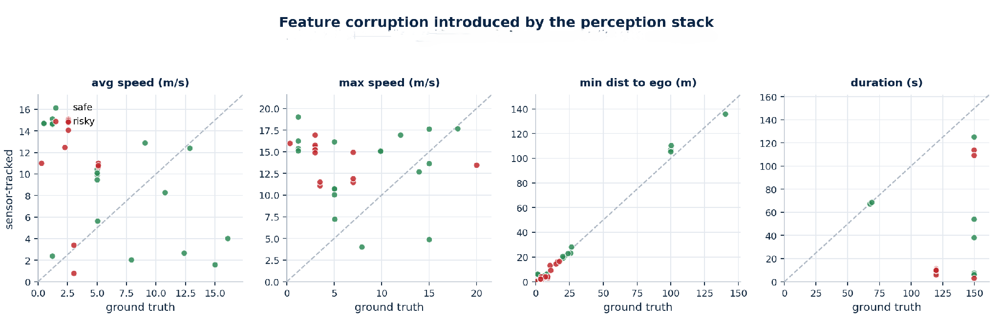 Feature corruption introduced by the perception stack
avg speed (m/s)
max speed (m/s)
min dist to ego (m)
duration (s)
safe
risky
sensor-tracked
16
14
12
10
8
6
4
2
0
0.0 2.5 5.0 7.5 10.0 12.5 15.0
ground truth
20.0
17.5
15.0
12.5
10.0
7.5
5.0
2.5
0.0
0 5 10 15 20
ground truth
140
120
100
80
60
40
20
0
0 25 50 75 100 125 150
ground truth
160
140
120
100
80
60
40
20
0
0 25 50 75 100 125 150
ground truth